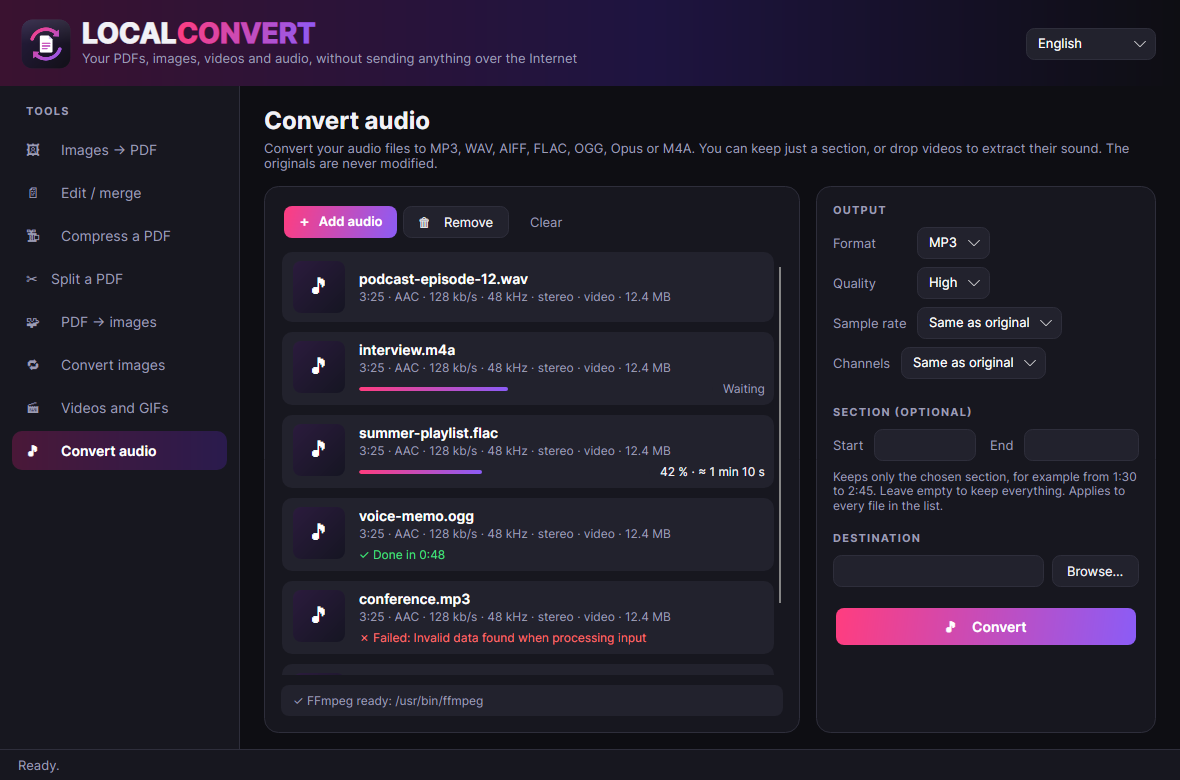 LOCALCONVERT
Your PDFs, images, videos and audio, without sending anything over the Internet
English
TOOLS
Images → PDF
Edit / merge
Compress a PDF
Split a PDF
PDF → images
Convert images
Videos and GIFs
Convert audio
Convert audio
Convert your audio files to MP3, WAV, AIFF, FLAC, OGG, Opus or M4A. You can keep just a section, or drop videos to extract their sound. The
originals are never modified.
+ Add audio
Remove
Clear
podcast-episode-12.wav
3:25 · AAC · 128 kb/s · 48 kHz · stereo · video · 12.4 MB
interview.m4a
3:25 · AAC · 128 kb/s · 48 kHz · stereo · video · 12.4 MB
Waiting
summer-playlist.flac
3:25 · AAC · 128 kb/s · 48 kHz · stereo · video · 12.4 MB
42 % · ≈ 1 min 10 s
voice-memo.ogg
3:25 · AAC · 128 kb/s · 48 kHz · stereo · video · 12.4 MB
✓ Done in 0:48
conference.mp3
3:25 · AAC · 128 kb/s · 48 kHz · stereo · video · 12.4 MB
× Failed: Invalid data found when processing input
✓ FFmpeg ready: /usr/bin/ffmpeg
OUTPUT
Format MP3
Quality High
Sample rate Same as original
Channels Same as original
SECTION (OPTIONAL)
Start End
Keeps only the chosen section, for example from 1:30
to 2:45. Leave empty to keep everything. Applies to
every file in the list.
DESTINATION
Browse...
Convert
Ready.